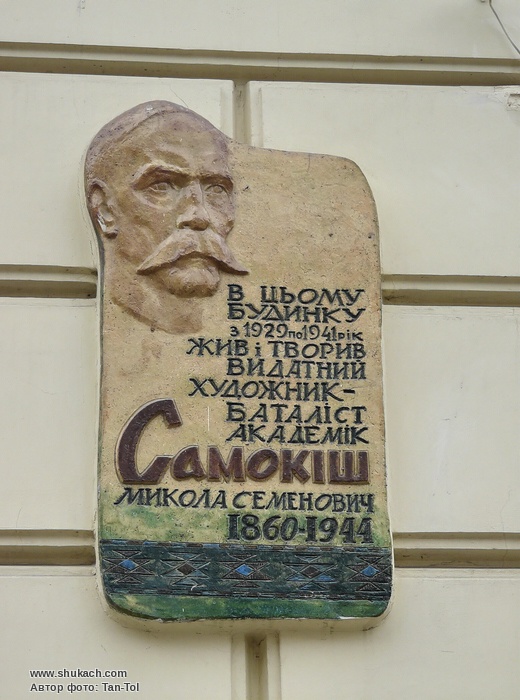 В ЦЬОМУ
БУДИНКУ
з 1929 по 1941 рік
ЖИВ і ТВОРИВ
ВИДАТНИЙ
ХУДОЖНИК-
БАТАЛІСТ
АКАДЕМІК
САМОКІШ
МИКОЛА СЕМЕНОВИЧ
1860-1944
www.shukach.com
Автор фото: Tan-Tol